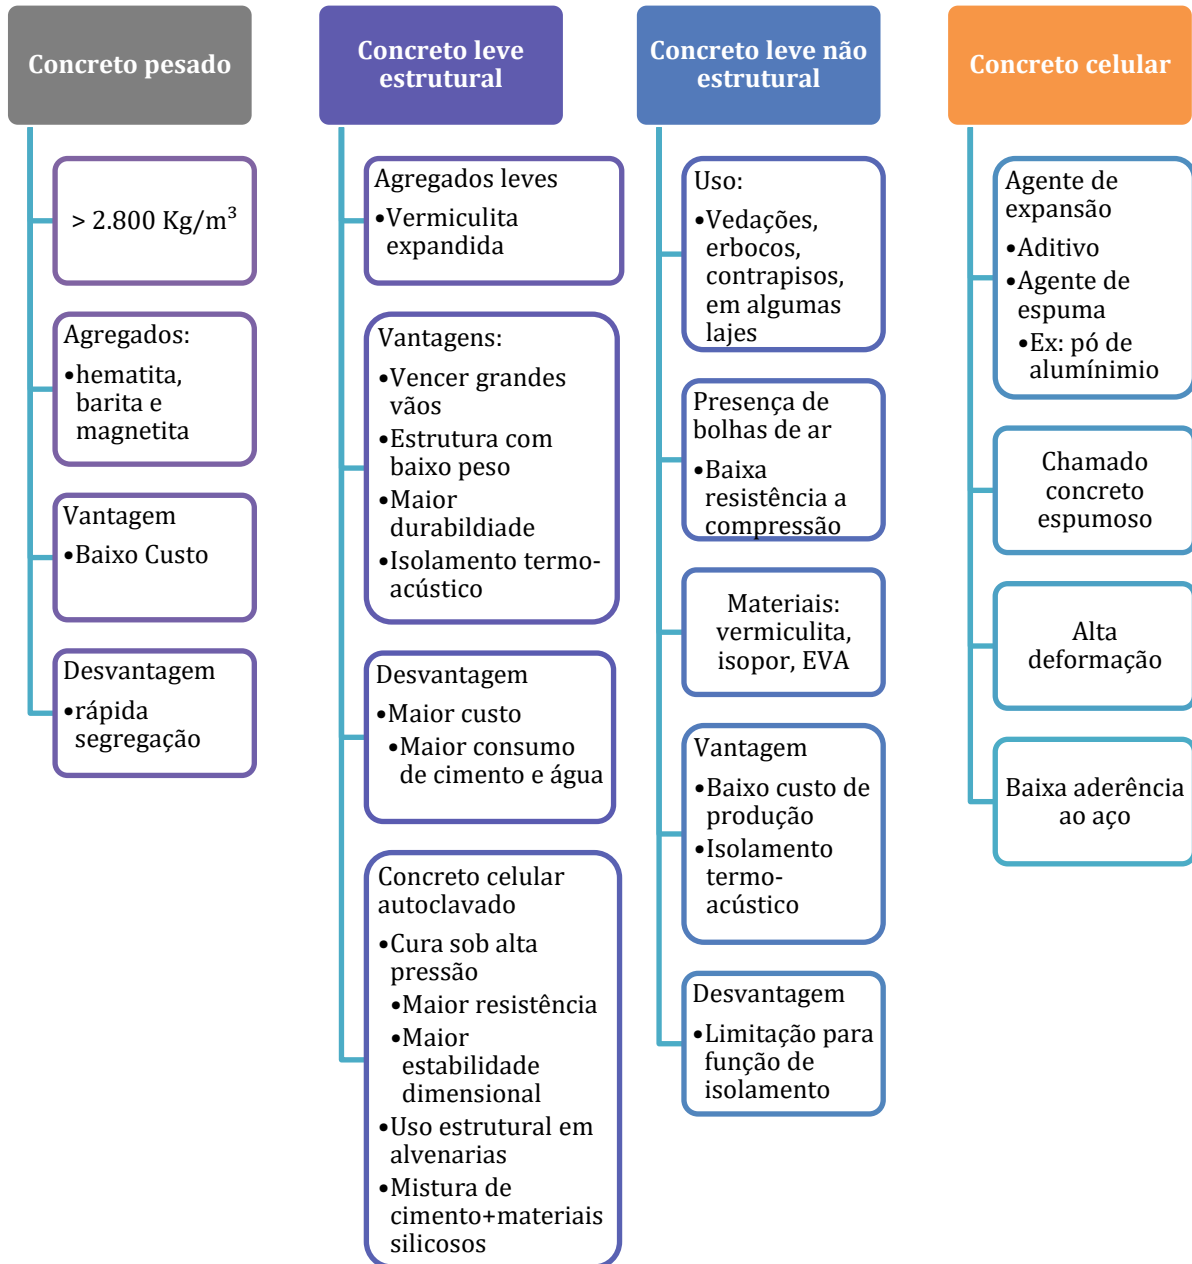 Concreto pesado
> 2.800 Kg/m³
Agregados:
•hematita,
barita e
magnetita
Vantagem
•Baixo Custo
Desvantagem
•rápida
segregação
Concreto leve
estrutural
Agregados leves
•Vermiculita
expandida
Vantagens:
•Vencer grandes
vãos
•Estrutura com
baixo peso
•Maior
durabildiade
•Isolamento termo-
acústico
Desvantagem
•Maior custo
•Maior consumo
de cimento e água
Concreto celular
autoclavado
•Cura sob alta
pressão
•Maior resistência
•Maior
estabilidade
dimensional
•Uso estrutural em
alvenarias
•Mistura de
cimento+materiais
silicosos
Concreto leve não
estrutural
Uso:
•Vedações,
erbocos,
contrapisos,
em algumas
lajes
Presença de
bolhas de ar
•Baixa
resistência a
compressão
Materiais:
vermiculita,
isopor, EVA
Vantagem
•Baixo custo de
produção
•Isolamento
termo-
acústico
Desvantagem
•Limitação para
função de
isolamento
Concreto celular
Agente de
expansão
•Aditivo
•Agente de
espuma
•Ex: pó de
alumínimio
Chamado
concreto
espumoso
Alta
deformação
Baixa aderência
ao aço